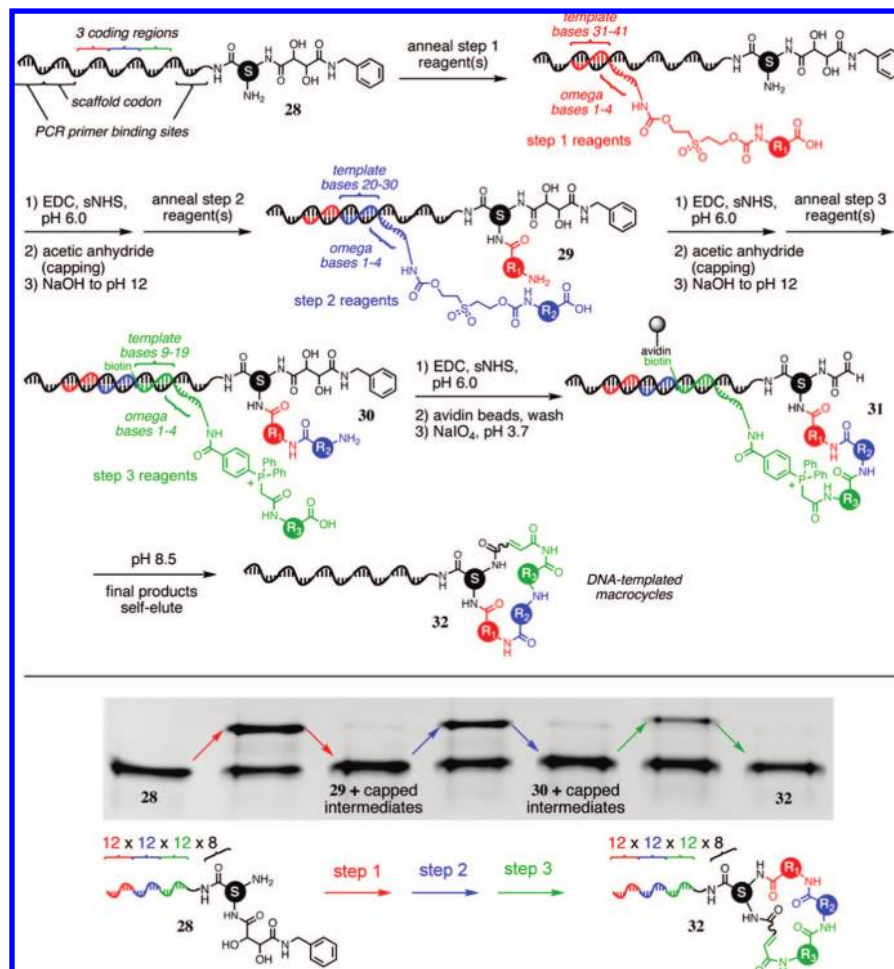 3 coding regions
scaffold codon
PCR primer binding sites
28
anneal step 1
reagent(s)
template
bases 31-41
omega
bases 1-4
step 1 reagents
1) EDC, sNHS,
pH 6.0
2) acetic anhydride
(capping)
3) NaOH to pH 12
anneal step 2
reagent(s)
template
bases 20-30
omega
bases 1-4
step 2 reagents
29
1) EDC, sNHS,
pH 6.0
2) acetic anhydride
(capping)
3) NaOH to pH 12
anneal step 3
reagent(s)
template
bases 9-19
biotin
omega
bases 1-4
step 3 reagents
30
1) EDC, sNHS,
pH 6.0
2) avidin beads, wash
3) NaIO4, pH 3.7
avidin
biotin
31
pH 8.5
final products
self-elute
32
DNA-templated
macrocycles
28
29 + capped
intermediates
30 + capped
intermediates
32
12 x 12 x 12 x 8
28
step 1
step 2
step 3
12 x 12 x 12 x 8
32